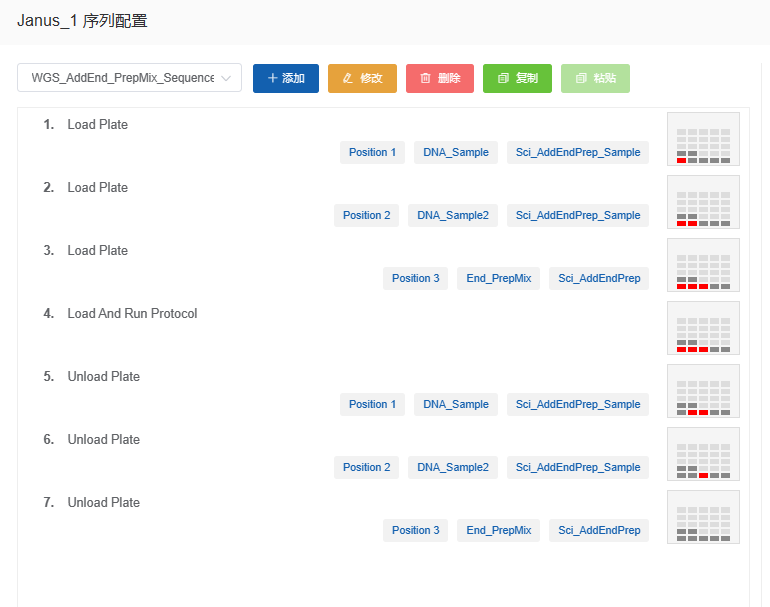 Janus_1 序列配置
WGS_AddEnd_PrepMix_Sequence 添加 修改 删除 复制 粘贴
1. Load Plate
Position 1 DNA_Sample Sci_AddEndPrep_Sample
2. Load Plate
Position 2 DNA_Sample2 Sci_AddEndPrep_Sample
3. Load Plate
Position 3 End_PrepMix Sci_AddEndPrep
4. Load And Run Protocol
5. Unload Plate
Position 1 DNA_Sample Sci_AddEndPrep_Sample
6. Unload Plate
Position 2 DNA_Sample2 Sci_AddEndPrep_Sample
7. Unload Plate
Position 3 End_PrepMix Sci_AddEndPrep